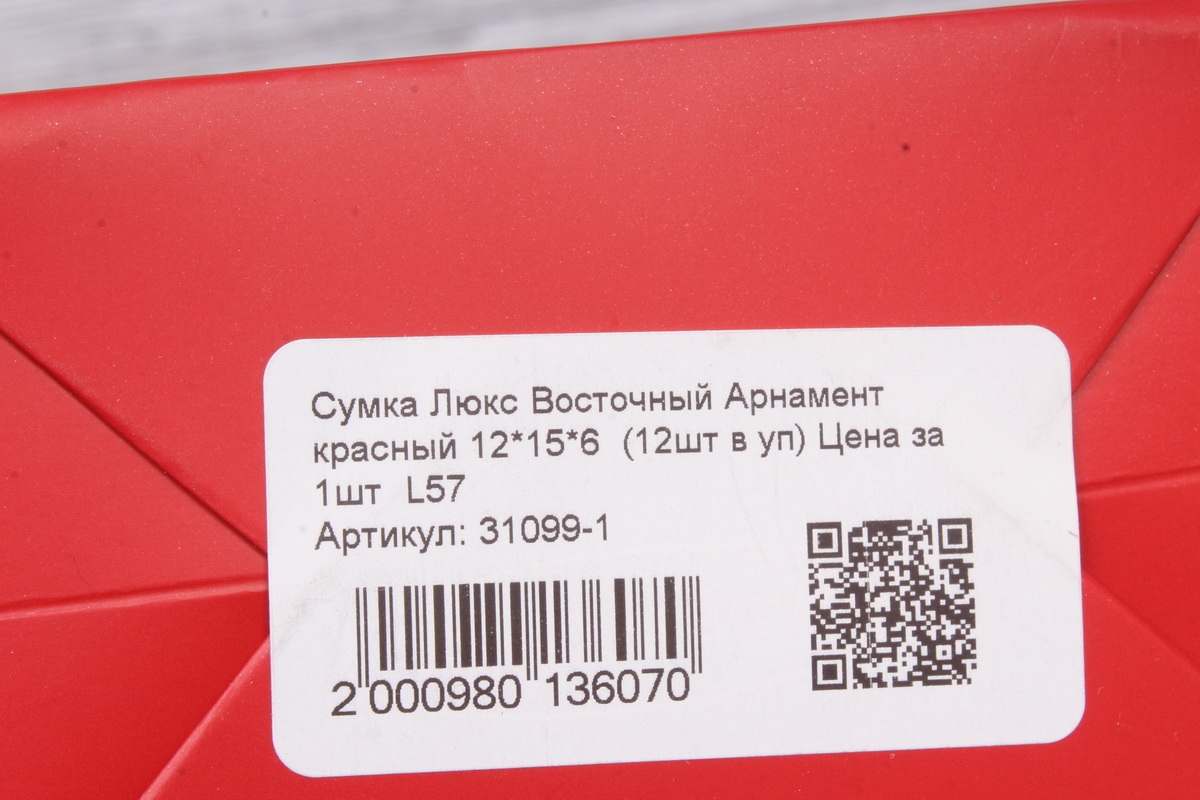 Сумка Люкс Восточный Арнамент
красный 12*15*6 (12шт в уп) Цена за
1шт L57
Артикул: 31099-1
2 000980 136070